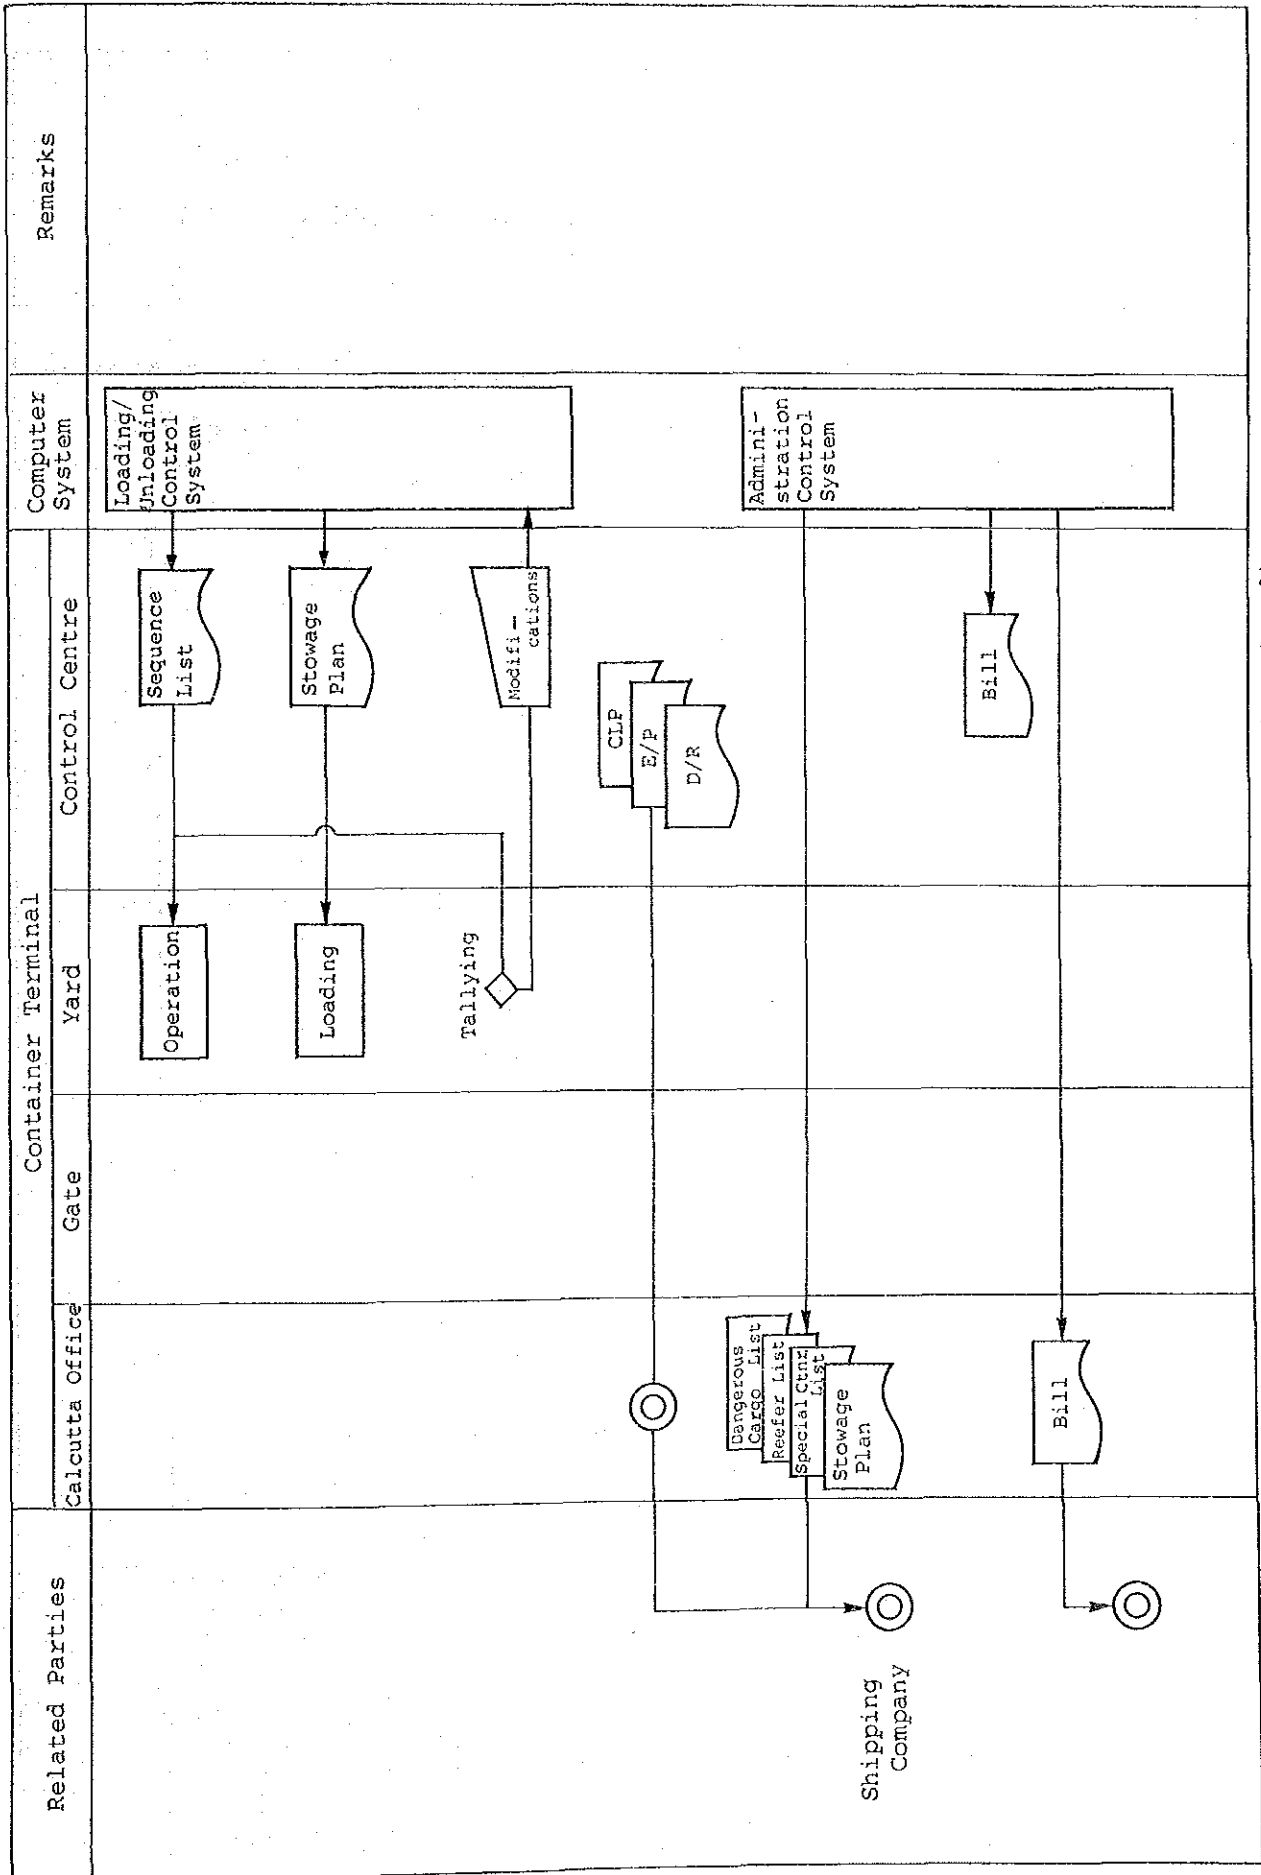 Related Parties
Container Terminal
Computer
System
Remarks
Calcutta Office
Gate
Yard
Control Centre
Loading/
Unloading
Control
System
Sequence
List
Operation
Stowage
Plan
Loading
Tallying
Modifi-
cations
CLP
E/P
D/R
Admini-
stration
Control
System
Dangerous
Cargo List
Reefer List
Special Ctnr
List
Stowage
Plan
Shipping
Company
Bill
Bill